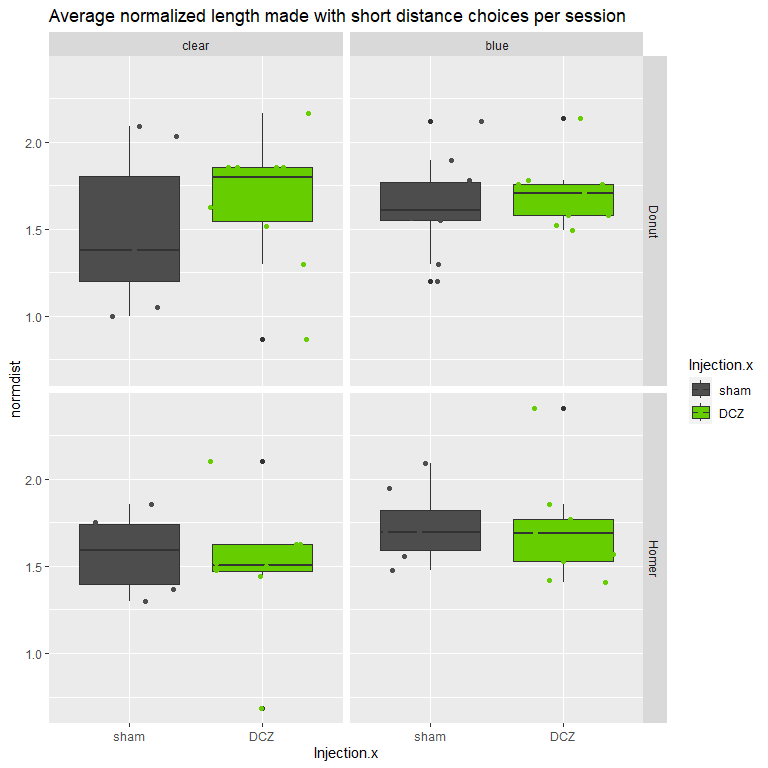 Average normalized length made with short distance choices per session
clear
blue
2.0
1.5
1.0
Donut
normdist
2.0
1.5
1.0
Homer
sham
DCZ
sham
DCZ
Injection.x
Injection.x
sham
DCZ